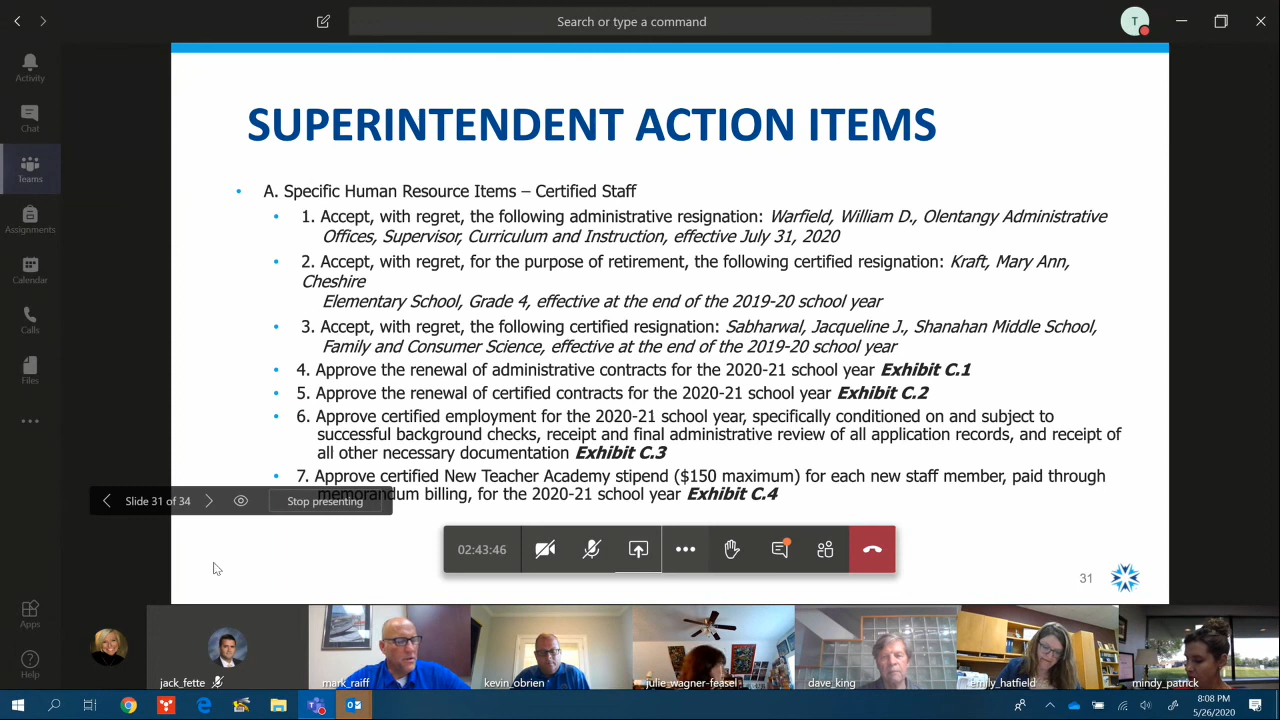 Search or type a command
T
Activity
Chat
Teams
Assignments
Calendar
Calls
Files
Apps
Help
SUPERINTENDENT ACTION ITEMS
A. Specific Human Resource Items – Certified Staff
1. Accept, with regret, the following administrative resignation: Warfield, William D., Olentangy Administrative
Offices, Supervisor, Curriculum and Instruction, effective July 31, 2020
2. Accept, with regret, for the purpose of retirement, the following certified resignation: Kraft, Mary Ann,
Cheshire
Elementary School, Grade 4, effective at the end of the 2019-20 school year
3. Accept, with regret, the following certified resignation: Sabharwal, Jacqueline J., Shanahan Middle School,
Family and Consumer Science, effective at the end of the 2019-20 school year
4. Approve the renewal of administrative contracts for the 2020-21 school year Exhibit C.1
5. Approve the renewal of certified contracts for the 2020-21 school year Exhibit C.2
6. Approve certified employment for the 2020-21 school year, specifically conditioned on and subject to
successful background checks, receipt and final administrative review of all application records, and receipt of
all other necessary documentation Exhibit C.3
7. Approve certified New Teacher Academy stipend ($150 maximum) for each new staff member, paid through
memorandum billing, for the 2020-21 school year Exhibit C.4
Slide 31 of 34
Stop presenting
02:43:46
31
jack_fette
mark_raiff
kevin_obrien
julie_wagner-feasel
dave_king
emily_hatfield
mindy_patrick
8:08 PM
5/26/2020